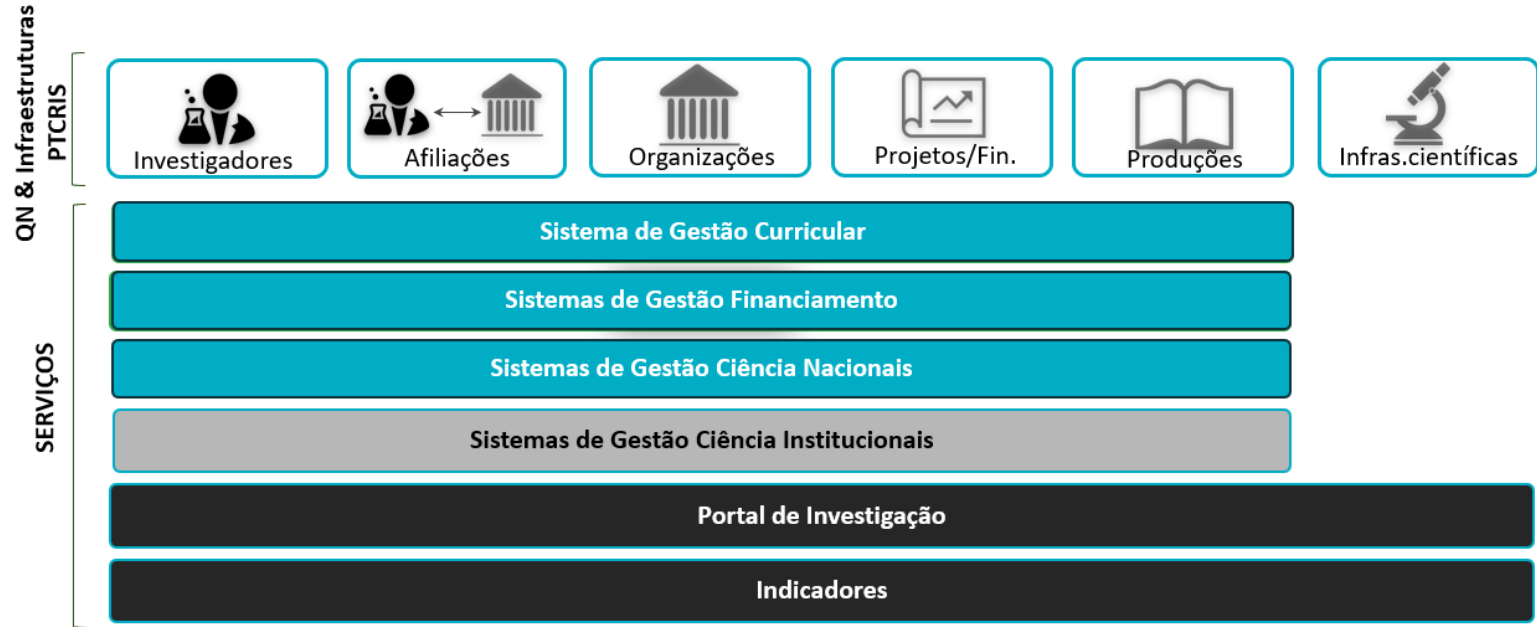 QN & Infraestruturas
PTCRIS
Investigadores
Afiliações
Organizações
Projetos/Fin.
Produções
Infras.científicas
SERVIÇOS
Sistema de Gestão Curricular
Sistemas de Gestão Financiamento
Sistemas de Gestão Ciência Nacionais
Sistemas de Gestão Ciência Institucionais
Portal de Investigação
Indicadores